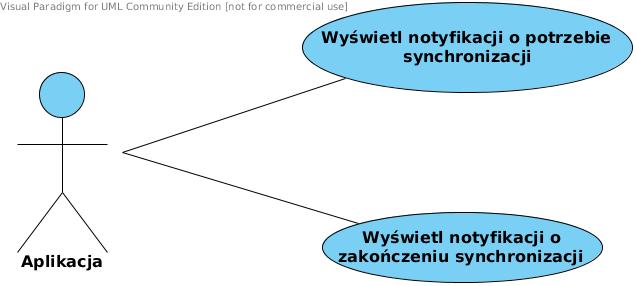 Visual Paradigm for UML Community Edition [not for commercial use]
Wyświetl notyfikacji o potrzebie
synchronizacji
Aplikacja
Wyświetl notyfikacji o
zakończeniu synchronizacji